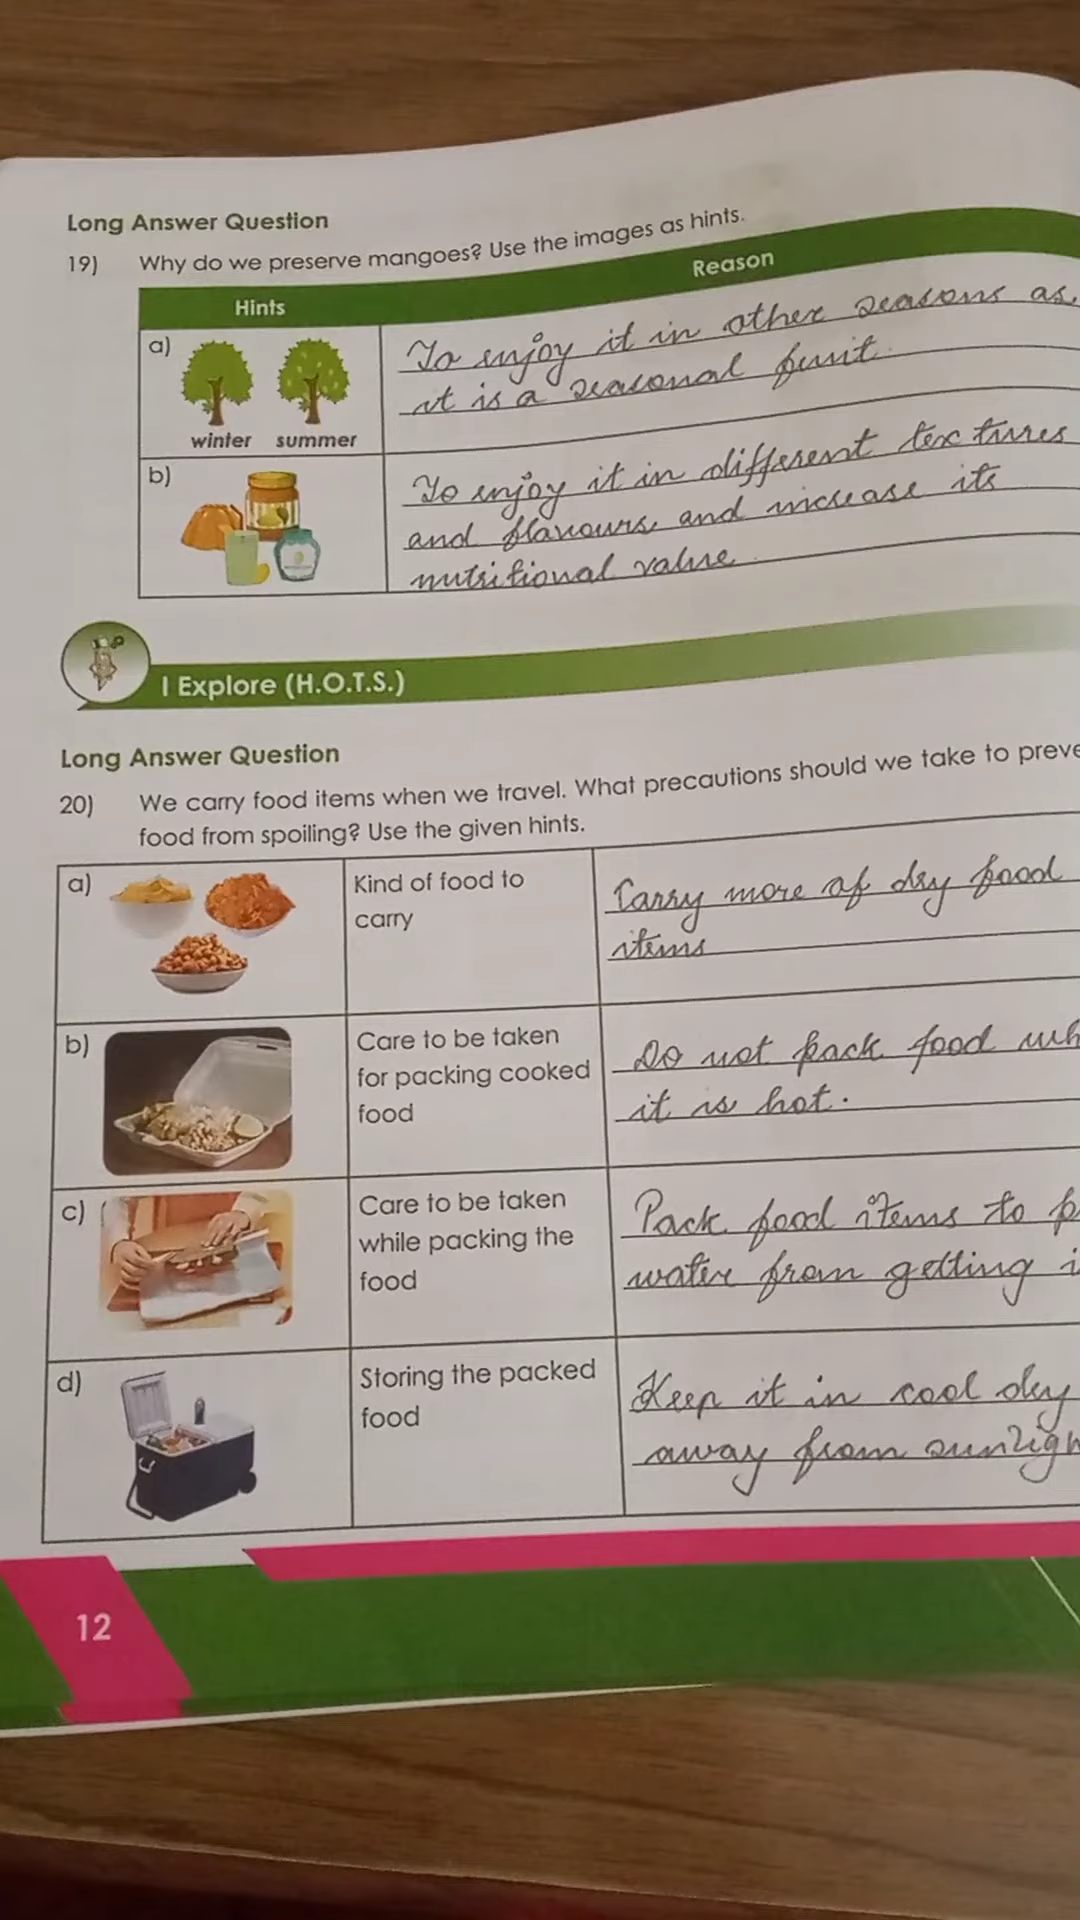 Long Answer Question
19) Why do we preserve mangoes? Use the images as hints.
Hints Reason
a) To enjoy it in other seasons as
it is a seasonal fruit.
winter summer
b) To enjoy it in different textures
and flavours, and increase its
nutritional value
I Explore (H.O.T.S.)
Long Answer Question
20) We carry food items when we travel. What precautions should we take to
food from spoiling? Use the given hints.
a) Kind of food to Carry more of dry food
carry items
b) Care to be taken Do not pack food
for packing cooked it is hot.
food
c) Care to be taken Pack food items to
while packing the water from getting
food
d) Storing the packed Keep it in cool dry
food away from
12